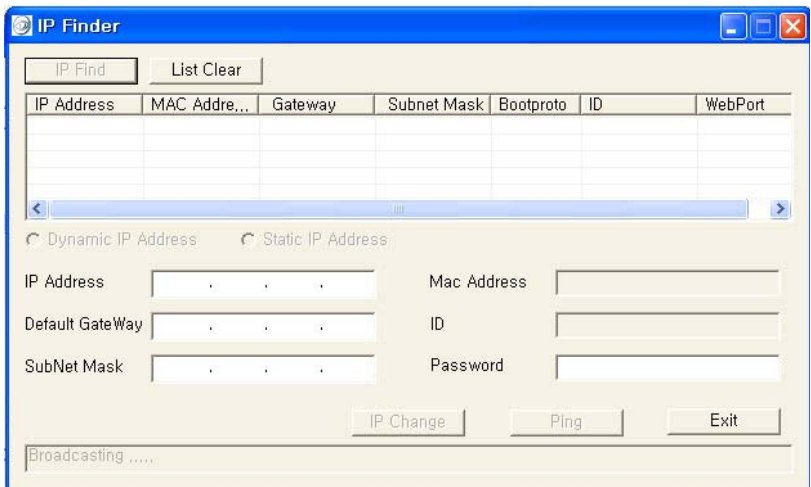 IP Finder
IP Find List Clear
IP Address MAC Addre... Gateway Subnet Mask Bootproto ID WebPort
Dynamic IP Address Static IP Address
IP Address Mac Address
Default GateWay ID
SubNet Mask Password
IP Change Ping Exit
Broadcasting .....